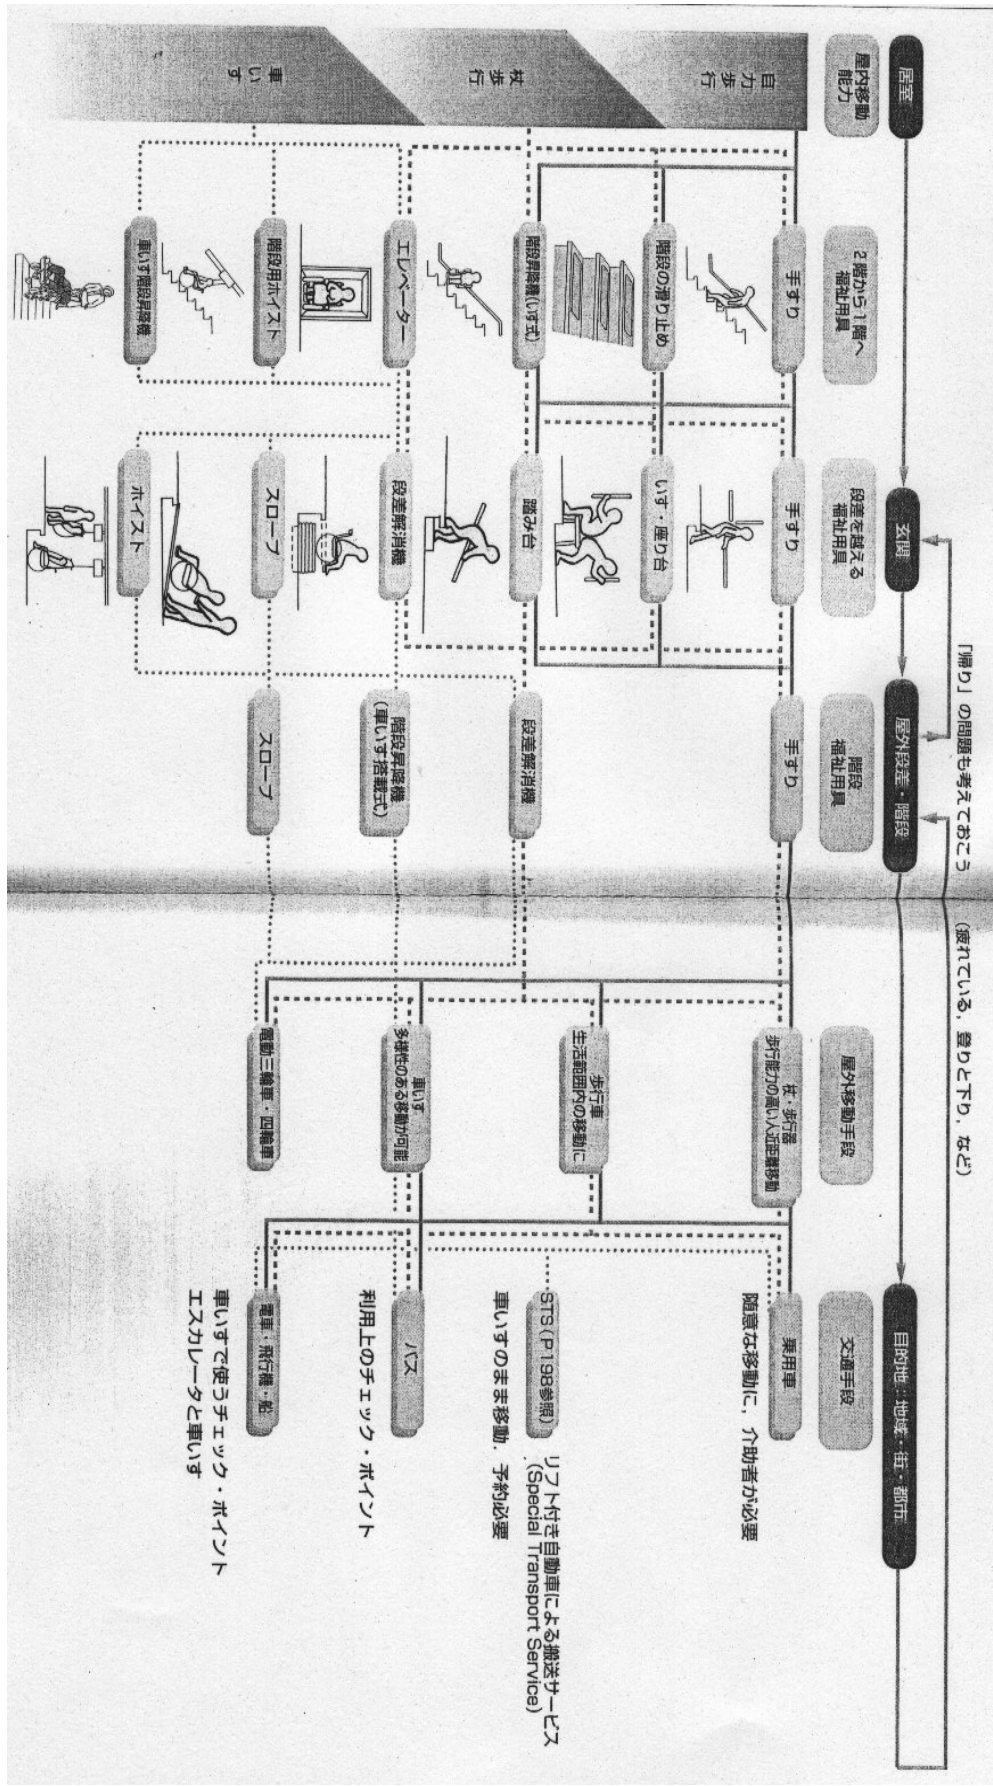 「帰り」の問題も考えておこう（疲れている，登りと下り，など）
居室
玄関
屋外段差・階段
目的地：地域・街・都市
屋内移動
能力
2階から1階へ
福祉用具
段差を越える
福祉用具
階段
福祉用具
屋外移動手段
交通手段
自力歩行
杖歩行
車いす
手すり
階段の滑り止め
階段昇降機(いす式)
エレベーター
階段用ホイスト
車いす階段昇降機
手すり
いす・座り台
踏み台
段差解消機
スロープ
ホイスト
手すり
段差解消機
階段昇降機
(車いす搭載式)
スロープ
杖・歩行器
歩行能力の高い人近距離移動
歩行車
生活範囲内の移動に
車いす
多様性のある移動が可能
電動三輪車・四輪車
乗用車
随意な移動に，介助者が必要
STS(P198参照)
リフト付き自動車による搬送サービス
(Special Transport Service)
車いすのまま移動，予約必要
バス
利用上のチェック・ポイント
電車・飛行機・船
車いすで使うチェック・ポイント
エスカレータと車いす